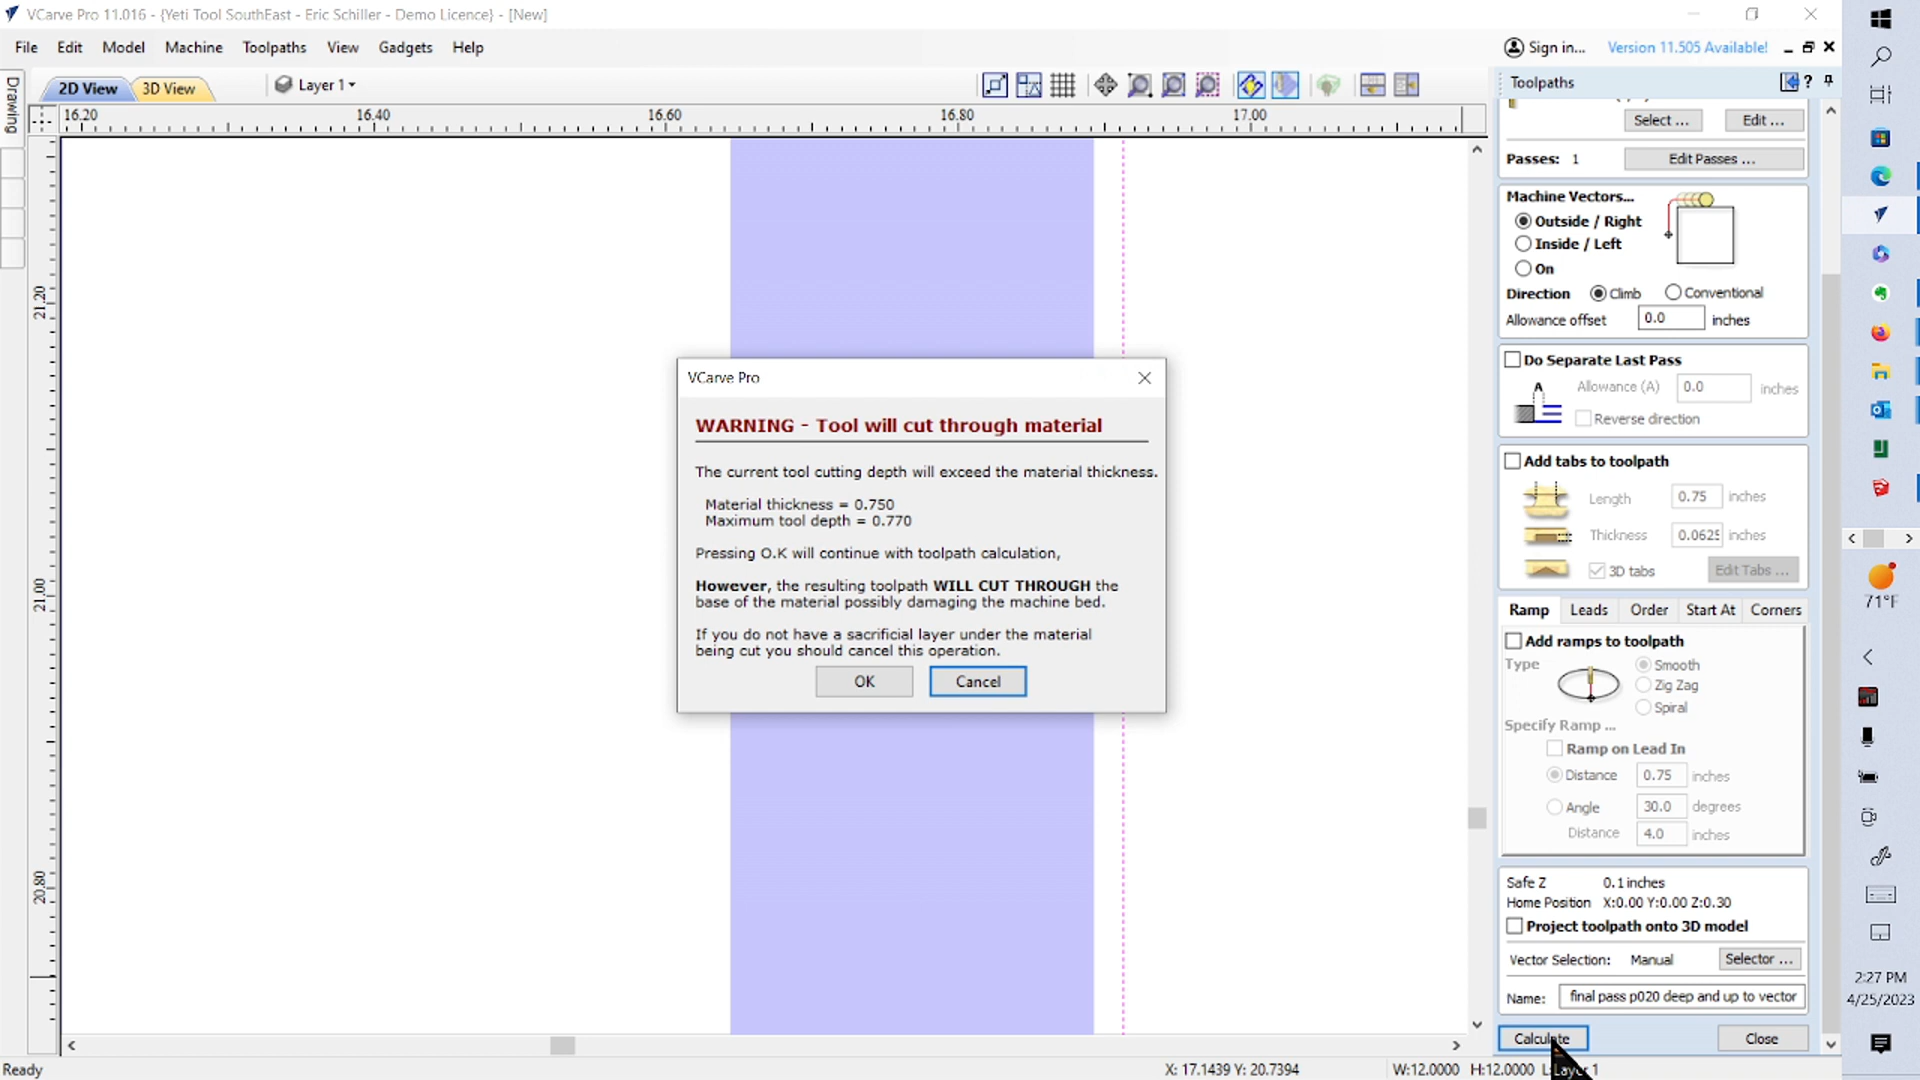 VCarve Pro 11.016 - {Yeti Tool SouthEast - Eric Schiller - Demo Licence} - [New]
File Edit Model Machine Toolpaths View Gadgets Help
Sign in... Version 11.505 Available!
Drawing
2D View 3D View Layer 1
Toolpaths
16.20 16.40 16.60 16.80 17.00
21.20
21.00
20.80
Select ... Edit ...
Passes: 1 Edit Passes ...
Machine Vectors...
Outside / Right
Inside / Left
On
Direction Climb Conventional
Allowance offset 0.0 inches
Do Separate Last Pass
A Allowance (A) 0.0 inches
Reverse direction
Add tabs to toolpath
Length 0.75 inches
Thickness 0.0625 inches
3D tabs Edit Tabs ...
Ramp Leads Order Start At Corners
Add ramps to toolpath
Type Smooth
Zig Zag
Spiral
Specify Ramp ...
Ramp on Lead In
Distance 0.75 inches
Angle 30.0 degrees
Distance 4.0 inches
Safe Z 0.1 inches
Home Position X:0.00 Y:0.00 Z:0.30
Project toolpath onto 3D model
Vector Selection: Manual Selector ...
Name: final pass p020 deep and up to vector
Calculate Close
VCarve Pro
WARNING - Tool will cut through material
The current tool cutting depth will exceed the material thickness.
Material thickness = 0.750
Maximum tool depth = 0.770
Pressing O.K will continue with toolpath calculation,
However, the resulting toolpath WILL CUT THROUGH the
base of the material possibly damaging the machine bed.
If you do not have a sacrificial layer under the material
being cut you should cancel this operation.
OK Cancel
Ready X: 17.1439 Y: 20.7394 W:12.0000 H:12.0000 L:Layer 1
71°F
2:27 PM
4/25/2023